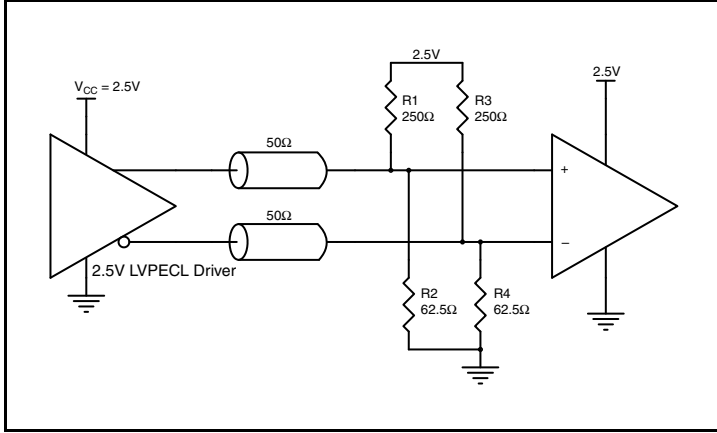 2.5V
V_CC = 2.5V
2.5V
R1
250Ω
R3
250Ω
50Ω
+
50Ω
−
2.5V LVPECL Driver
R2
62.5Ω
R4
62.5Ω